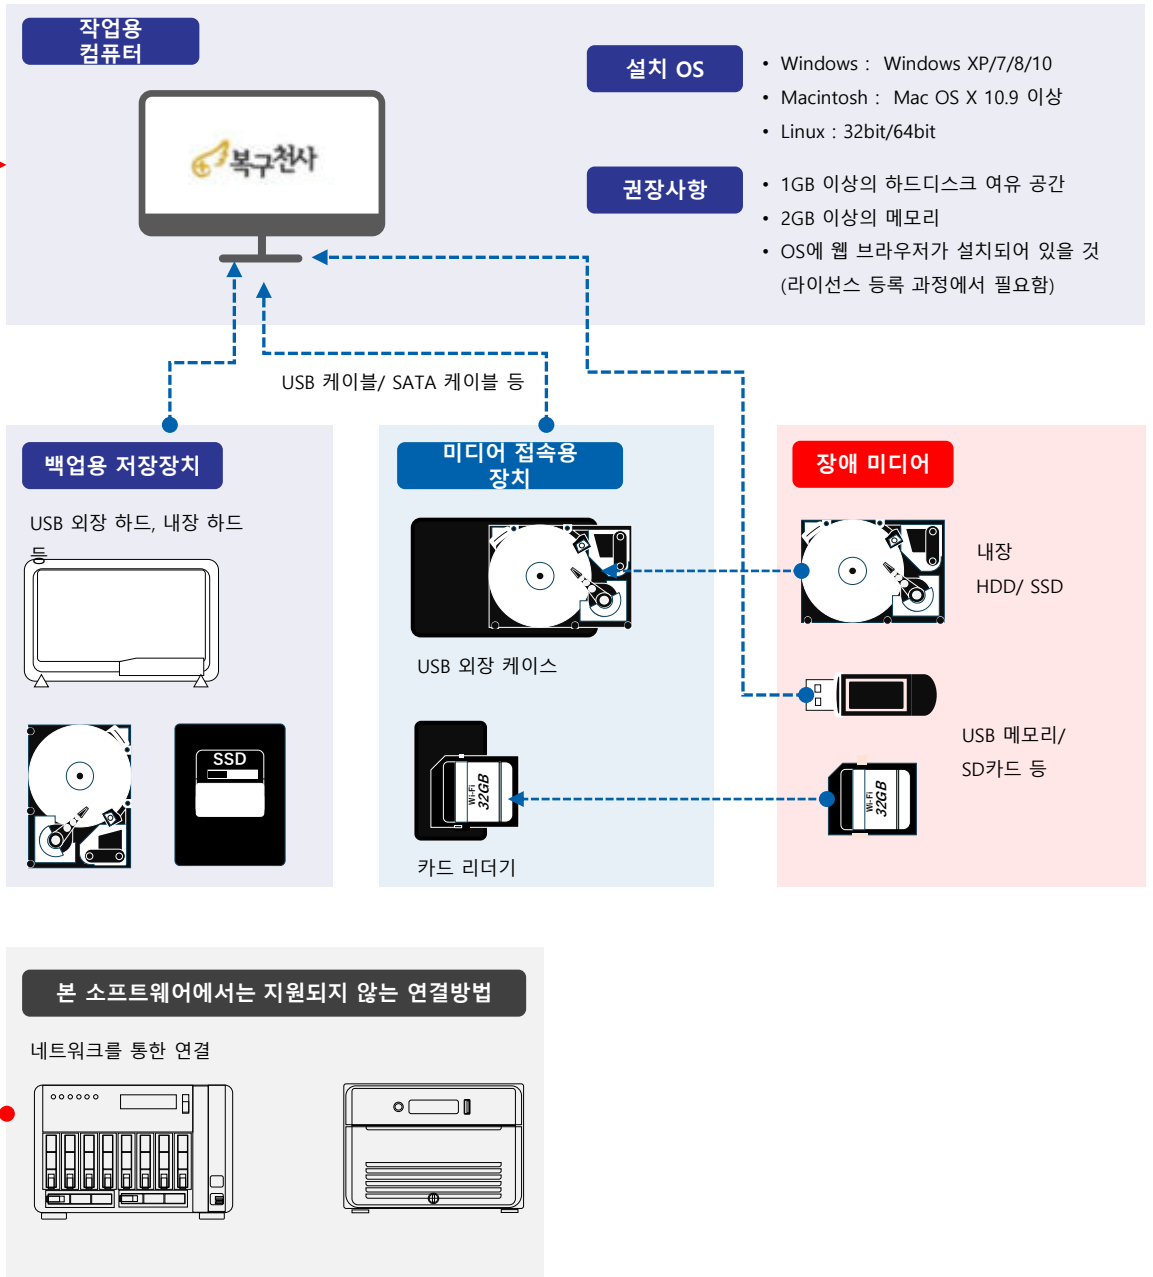 작업용
컴퓨터
복구천사
설치 OS
• Windows : Windows XP/7/8/10
• Macintosh : Mac OS X 10.9 이상
• Linux : 32bit/64bit
권장사항
• 1GB 이상의 하드디스크 여유 공간
• 2GB 이상의 메모리
• OS에 웹 브라우저가 설치되어 있을 것
(라이선스 등록 과정에서 필요함)
USB 케이블/ SATA 케이블 등
백업용 저장장치
USB 외장 하드, 내장 하드
등
SSD
미디어 접속용
장치
USB 외장 케이스
Wi-Fi
32GB
카드 리더기
장애 미디어
내장
HDD/ SSD
USB 메모리/
SD카드 등
Wi-Fi
32GB
본 소프트웨어에서는 지원되지 않는 연결방법
네트워크를 통한 연결